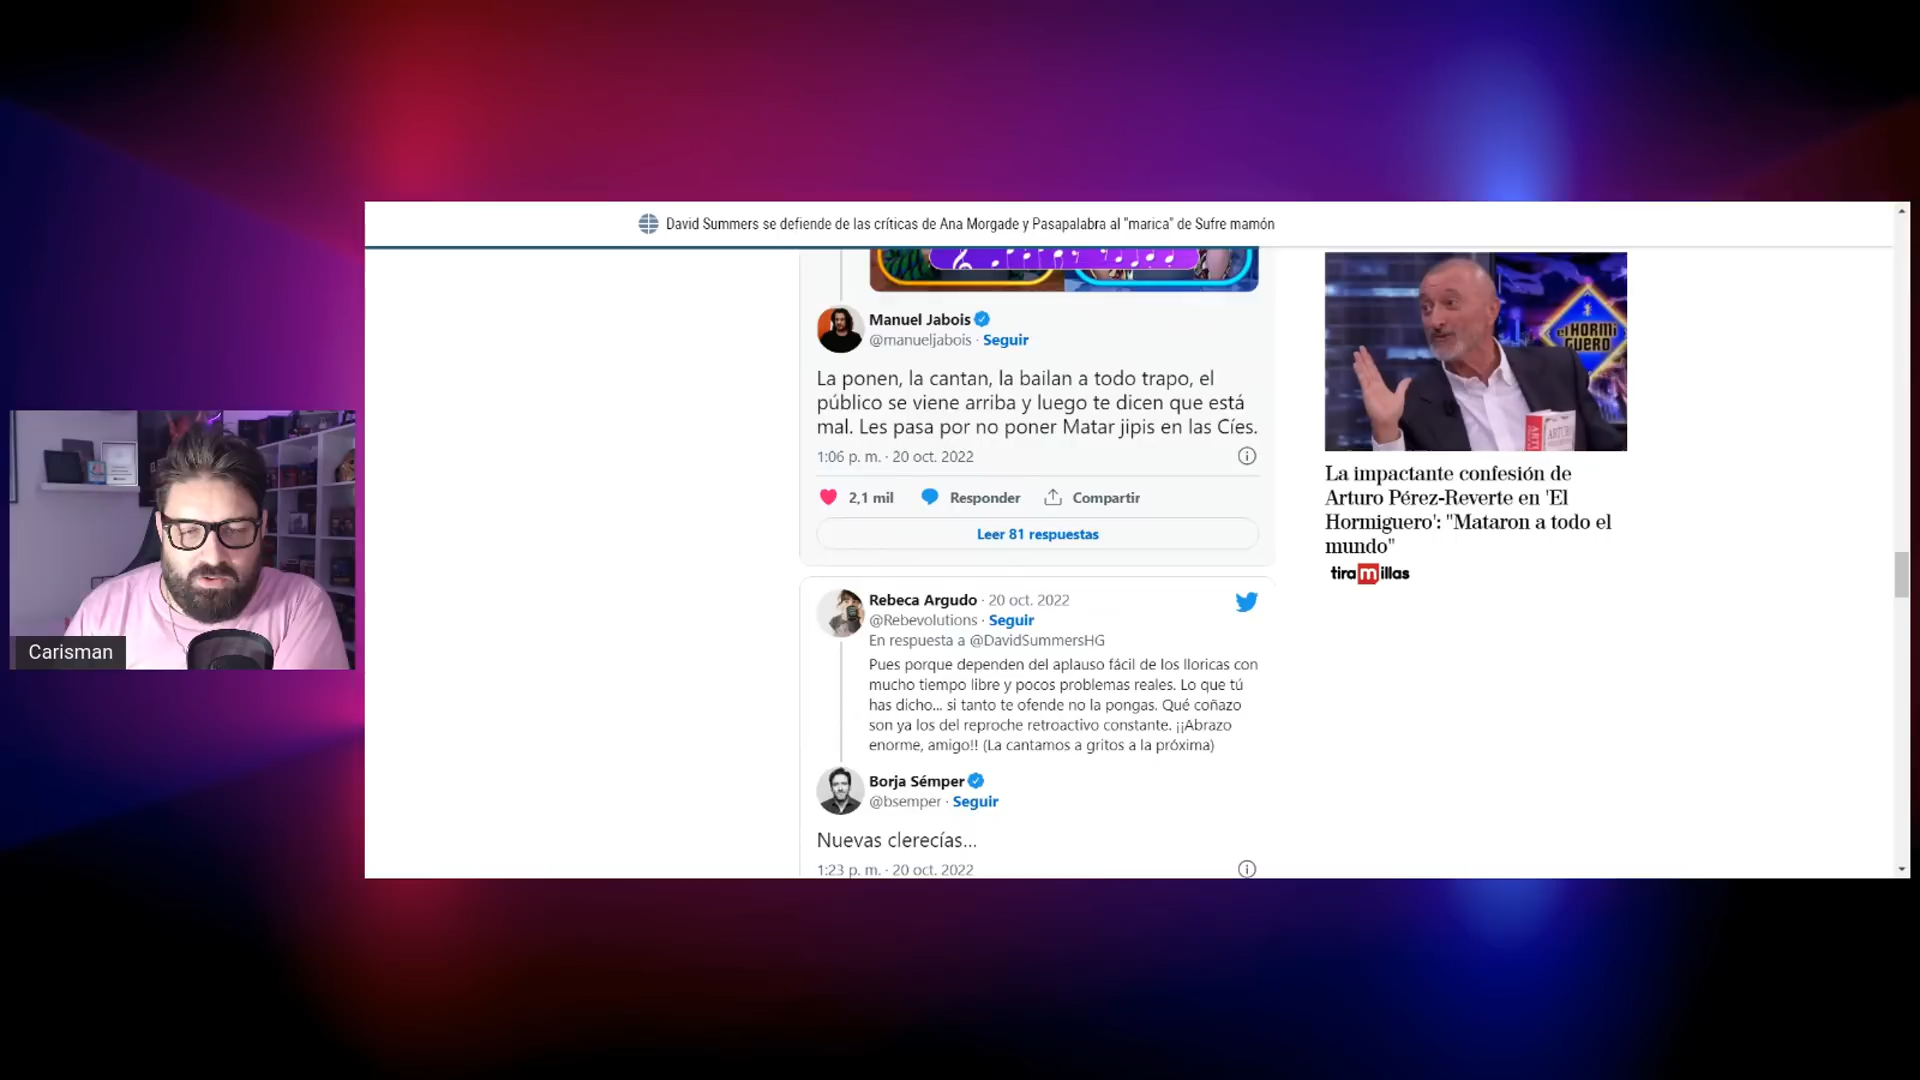 David Summers se defiende de las críticas de Ana Morgade y Pasapalabra al "marica" de Sufre mamón
Manuel Jabois
@manueljabois · Seguir
La ponen, la cantan, la bailan a todo trapo, el
público se viene arriba y luego te dicen que está
mal. Les pasa por no poner Matar jipis en las Cíes.
1:06 p. m. · 20 oct. 2022
2,1 mil Responder Compartir
Leer 81 respuestas
Rebeca Argudo · 20 oct. 2022
@Rebevolutions · Seguir
En respuesta a @DavidSummersHG
Pues porque dependen del aplauso fácil de los lloricas con
mucho tiempo libre y pocos problemas reales. Lo que tú
has dicho... si tanto te ofende no la pongas. Qué coñazo
son ya los del reproche retroactivo constante. ¡¡Abrazo
enorme, amigo!! (La cantamos a gritos a la próxima)
Borja Sémper
@bsemper · Seguir
Nuevas clerecías...
1:23 p. m. · 20 oct. 2022
el HORMI
GUERO
La impactante confesión de
Arturo Pérez-Reverte en 'El
Hormiguero': "Mataron a todo el
mundo"
tiramillas
Carisman